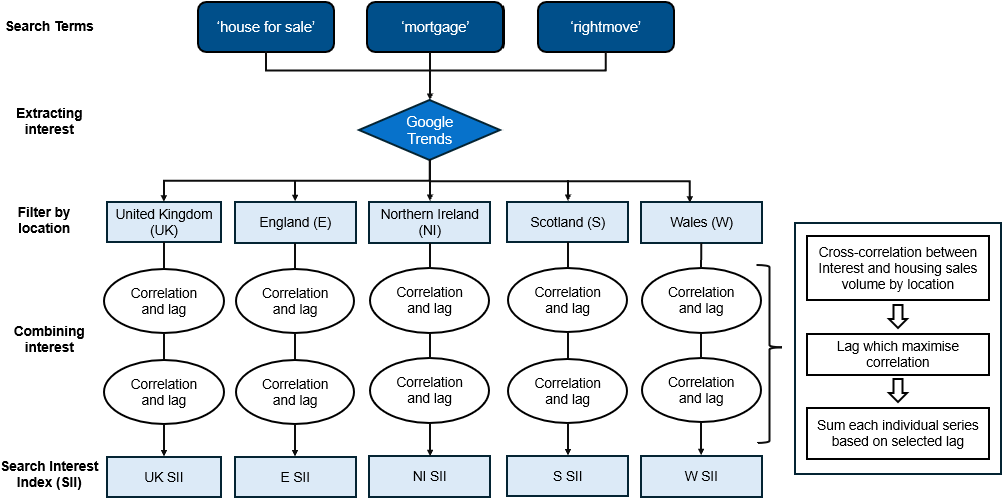 Search Terms
‘house for sale’
‘mortgage’
‘rightmove’
Extracting
interest
Google
Trends
Filter by
location
United Kingdom
(UK)
England (E)
Northern Ireland
(NI)
Scotland (S)
Wales (W)
Combining
interest
Correlation
and lag
Correlation
and lag
Correlation
and lag
Correlation
and lag
Correlation
and lag
Correlation
and lag
Correlation
and lag
Correlation
and lag
Correlation
and lag
Correlation
and lag
Cross-correlation between
Interest and housing sales
volume by location
Lag which maximise
correlation
Sum each individual series
based on selected lag
Search Interest
Index (SII)
UK SII
E SII
NI SII
S SII
W SII